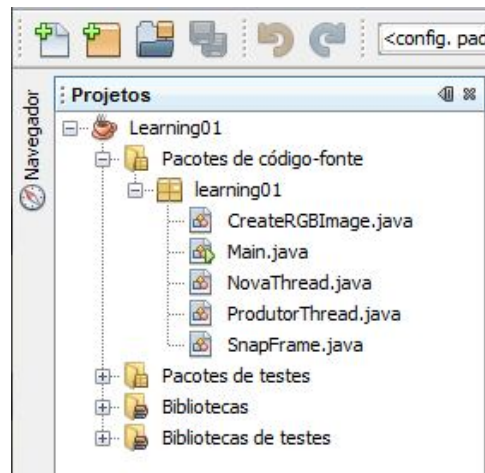 <config. pad
Navegador
Projetos
Learning01
Pacotes de código-fonte
learning01
CreateRGBImage.java
Main.java
NovaThread.java
ProdutorThread.java
SnapFrame.java
Pacotes de testes
Bibliotecas
Bibliotecas de testes